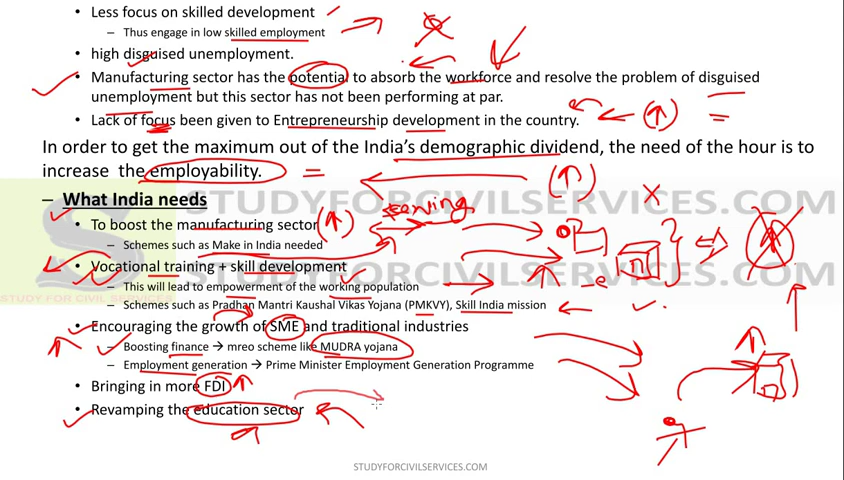 • Less focus on skilled development
– Thus engage in low skilled employment
• high disguised unemployment.
• Manufacturing sector has the potential to absorb the workforce and resolve the problem of disguised
unemployment but this sector has not been performing at par.
• Lack of focus been given to Entrepreneurship development in the country.
In order to get the maximum out of the India's demographic dividend, the need of the hour is to
increase the employability.
– What India needs
STUDYFORCIVILSERVICES.COM
• To boost the manufacturing sector
– Schemes such as Make in India needed
• Vocational training + skill development
– This will lead to empowerment of the working population
STUDY FOR CIVIL SERVICES
– Schemes such as Pradhan Mantri Kaushal Vikas Yojana (PMKVY), Skill India mission
• Encouraging the growth of SME and traditional industries
– Boosting finance → mreo scheme like MUDRA yojana
– Employment generation → Prime Minister Employment Generation Programme
• Bringing in more FDI
• Revamping the education sector
STUDYFORCIVILSERVICES.COM